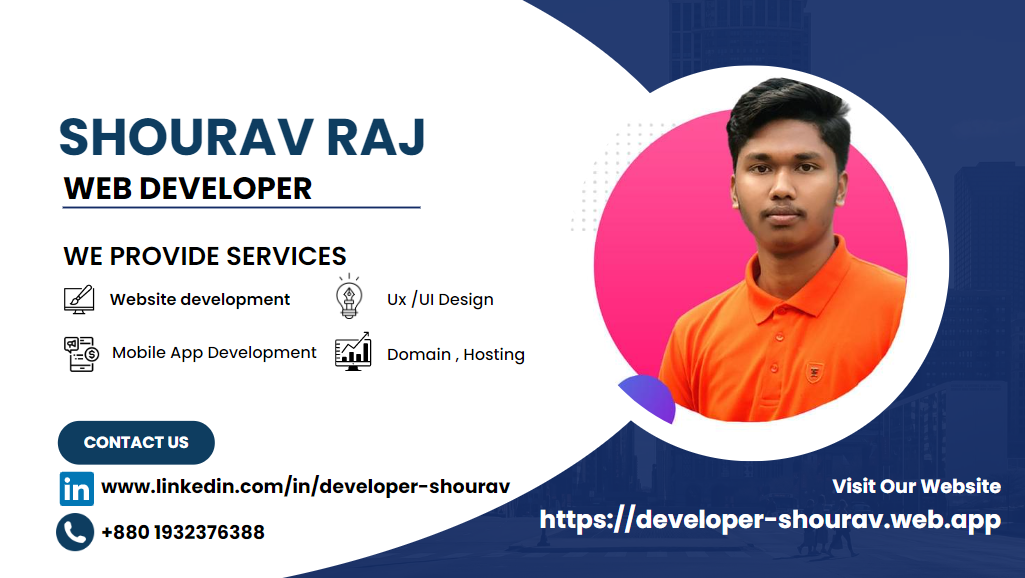 SHOURAV RAJ
WEB DEVELOPER
WE PROVIDE SERVICES
Website development
Ux /UI Design
Mobile App Development
Domain , Hosting
CONTACT US
in www.linkedin.com/in/developer-shourav
+880 1932376388
Visit Our Website
https://developer-shourav.web.app